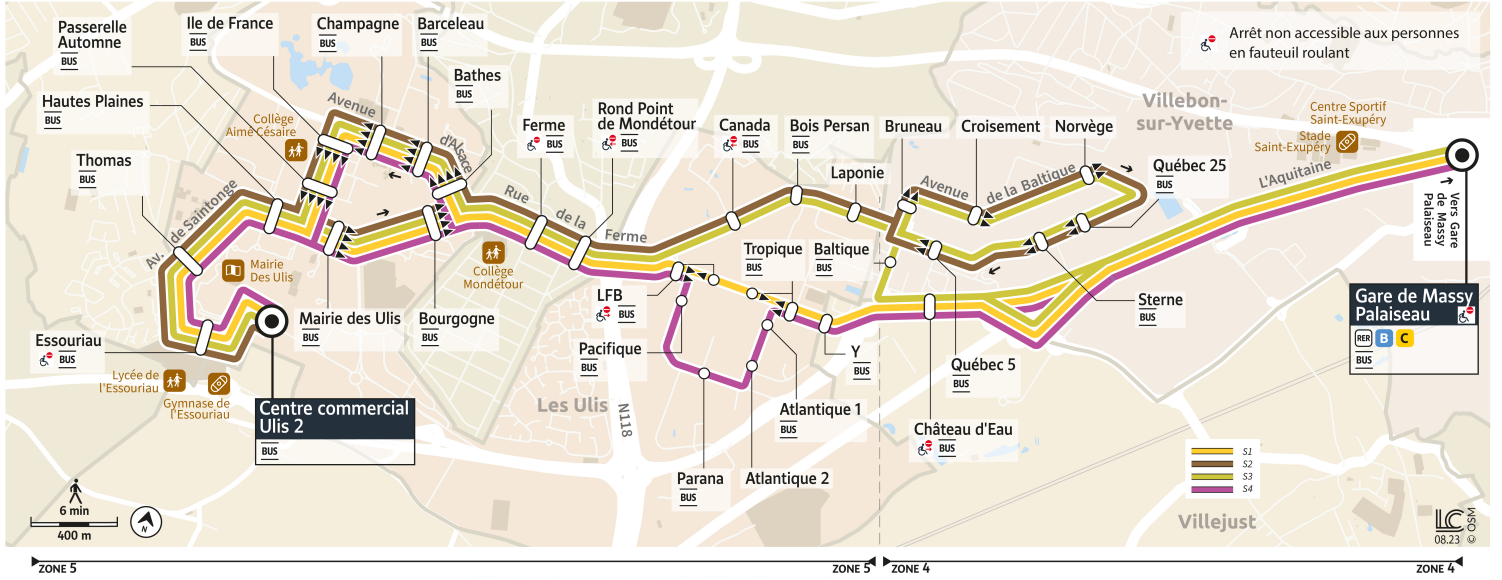 Passerelle
Automne
BUS
Ile de France
BUS
Champagne
BUS
Barceleau
BUS
Bathes
BUS
Hautes Plaines
BUS
Thomas
BUS
Collège
Aimé Césaire
Avenue
d'Alsace
Av. de Saintonge
Mairie
Des Ulis
Rue de la Ferme
Collège
Mondétour
Ferme
BUS
Rond Point
de Mondétour
BUS
Canada
BUS
Bois Persan
BUS
Laponie
Bruneau
Croisement
Norvège
Avenue de la Baltique
Québec 25
BUS
Arrêt non accessible aux personnes
en fauteuil roulant
Villebon-
sur-Yvette
Centre Sportif
Saint-Exupéry
Stade
Saint-Exupéry
L'Aquitaine
Vers Gare
de Massy
Palaiseau
Gare de Massy
Palaiseau
RER B C
BUS
Sterne
BUS
Québec 5
BUS
Château d'Eau
BUS
Baltique
BUS
Tropique
BUS
Y
BUS
LFB
BUS
Pacifique
BUS
Parana
BUS
Atlantique 2
Atlantique 1
BUS
Les Ulis
N118
Mairie des Ulis
BUS
Bourgogne
BUS
Essouriau
BUS
Lycée de
l'Essouriau
Gymnase de
l'Essouriau
Centre commercial
Ulis 2
BUS
S1
S2
S3
S4
Villejust
6 min
400 m
N
LC
08.23
© OSM
ZONE 5
ZONE 5
ZONE 4
ZONE 4